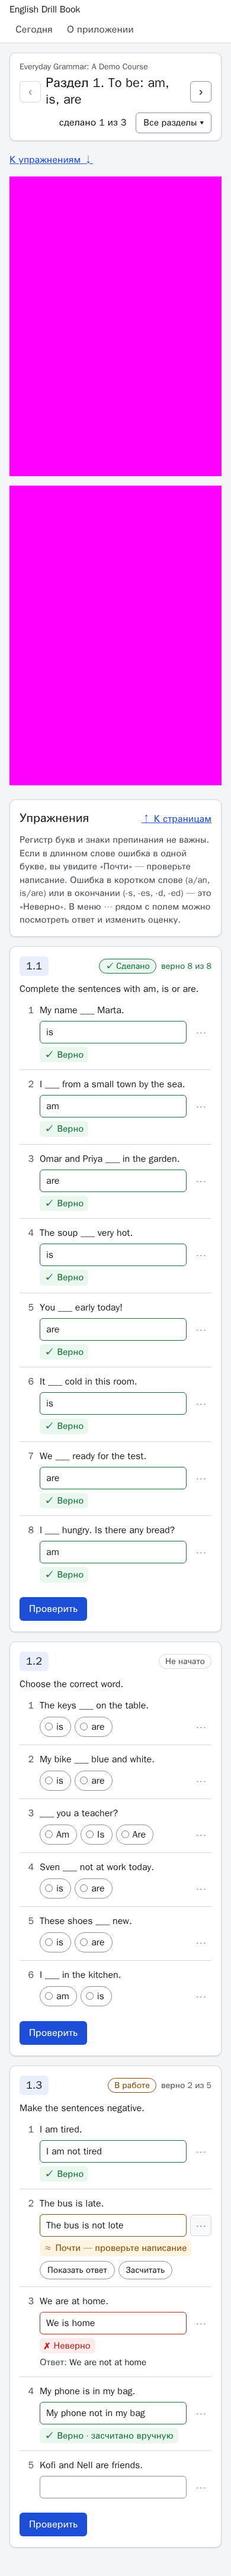 English Drill Book
Сегодня О приложении
Everyday Grammar: A Demo Course
‹ Раздел 1. To be: am, is, are ›
сделано 1 из 3 Все разделы ▾
К упражнениям ↓
Упражнения ↑ К страницам
Регистр букв и знаки препинания не важны.
Если в длинном слове ошибка в одной
букве, вы увидите «Почти» — проверьте
написание. Ошибка в коротком слове (a/an,
is/are) или в окончании (-s, -es, -d, -ed) — это
«Неверно». В меню ··· рядом с полем можно
посмотреть ответ и изменить оценку.
1.1 ✓ Сделано верно 8 из 8
Complete the sentences with am, is or are.
1 My name ___ Marta.
is ···
✓ Верно
2 I ___ from a small town by the sea.
am ···
✓ Верно
3 Omar and Priya ___ in the garden.
are ···
✓ Верно
4 The soup ___ very hot.
is ···
✓ Верно
5 You ___ early today!
are ···
✓ Верно
6 It ___ cold in this room.
is ···
✓ Верно
7 We ___ ready for the test.
are ···
✓ Верно
8 I ___ hungry. Is there any bread?
am ···
✓ Верно
Проверить
1.2 Не начато
Choose the correct word.
1 The keys ___ on the table.
is are ···
2 My bike ___ blue and white.
is are ···
3 ___ you a teacher?
Am Is Are ···
4 Sven ___ not at work today.
is are ···
5 These shoes ___ new.
is are ···
6 I ___ in the kitchen.
am is ···
Проверить
1.3 В работе верно 2 из 5
Make the sentences negative.
1 I am tired.
I am not tired ···
✓ Верно
2 The bus is late.
The bus is not lote ···
≈ Почти — проверьте написание
Показать ответ Засчитать
3 We are at home.
We is home ···
✗ Неверно
Ответ: We are not at home
4 My phone is in my bag.
My phone not in my bag ···
✓ Верно · засчитано вручную
5 Kofi and Nell are friends.
···
Проверить